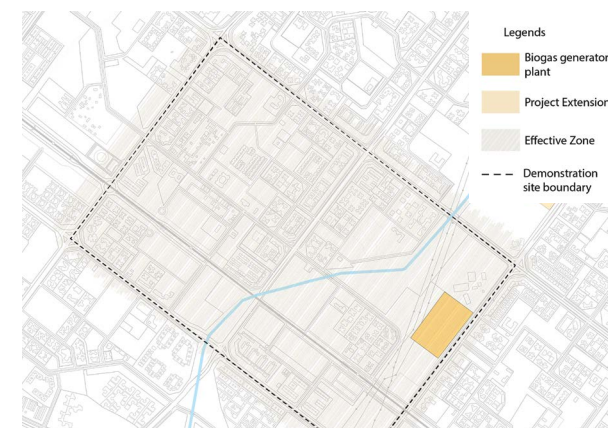 Legends
Biogas generator
plant
Project Extension
Effective Zone
Demonstration
site boundary